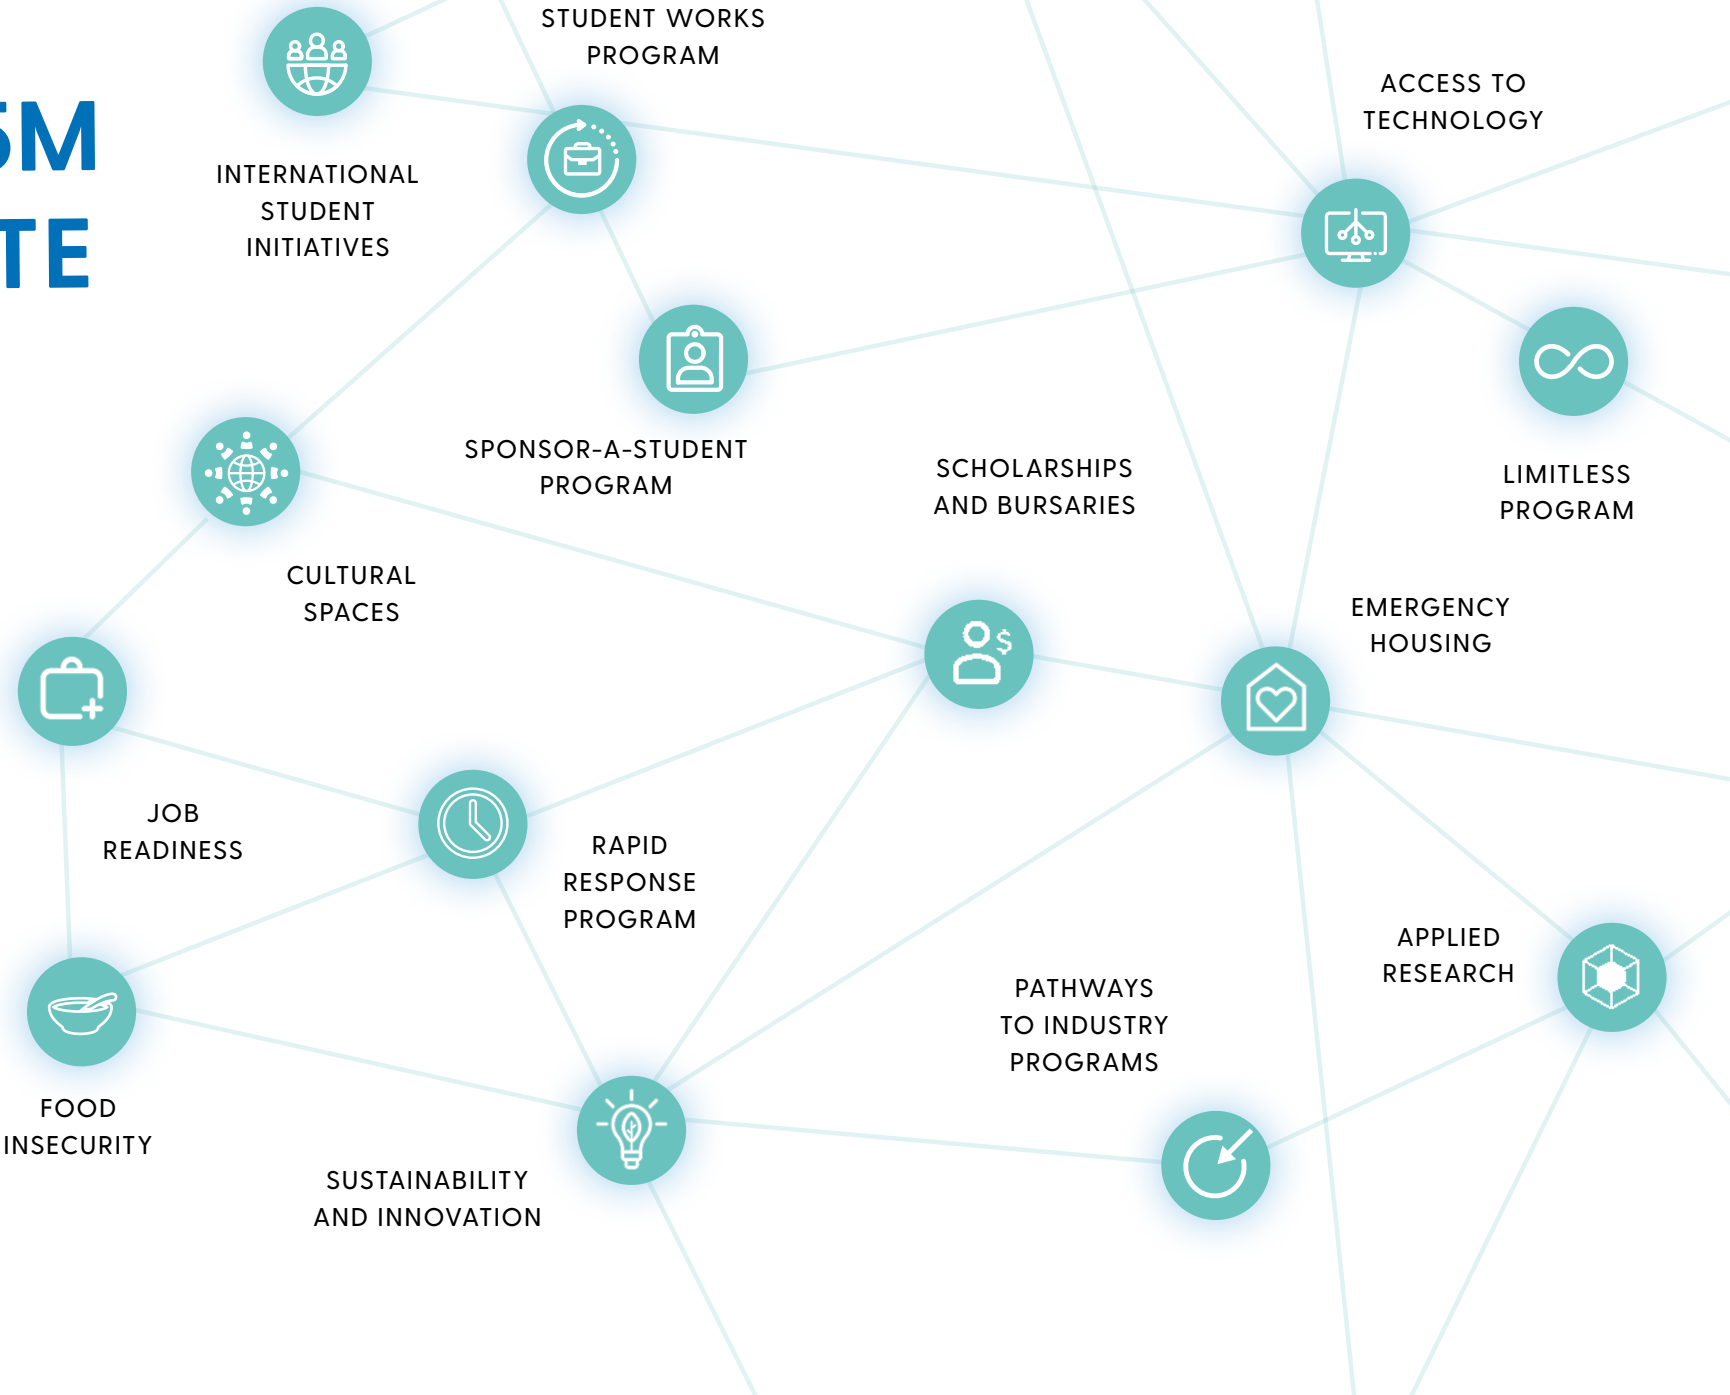 STUDENT WORKS
PROGRAM
5M
TE
INTERNATIONAL
STUDENT
INITIATIVES
ACCESS TO
TECHNOLOGY
SPONSOR-A-STUDENT
PROGRAM
SCHOLARSHIPS
AND BURSARIES
LIMITLESS
PROGRAM
CULTURAL
SPACES
EMERGENCY
HOUSING
JOB
READINESS
RAPID
RESPONSE
PROGRAM
APPLIED
RESEARCH
PATHWAYS
TO INDUSTRY
PROGRAMS
FOOD
INSECURITY
SUSTAINABILITY
AND INNOVATION